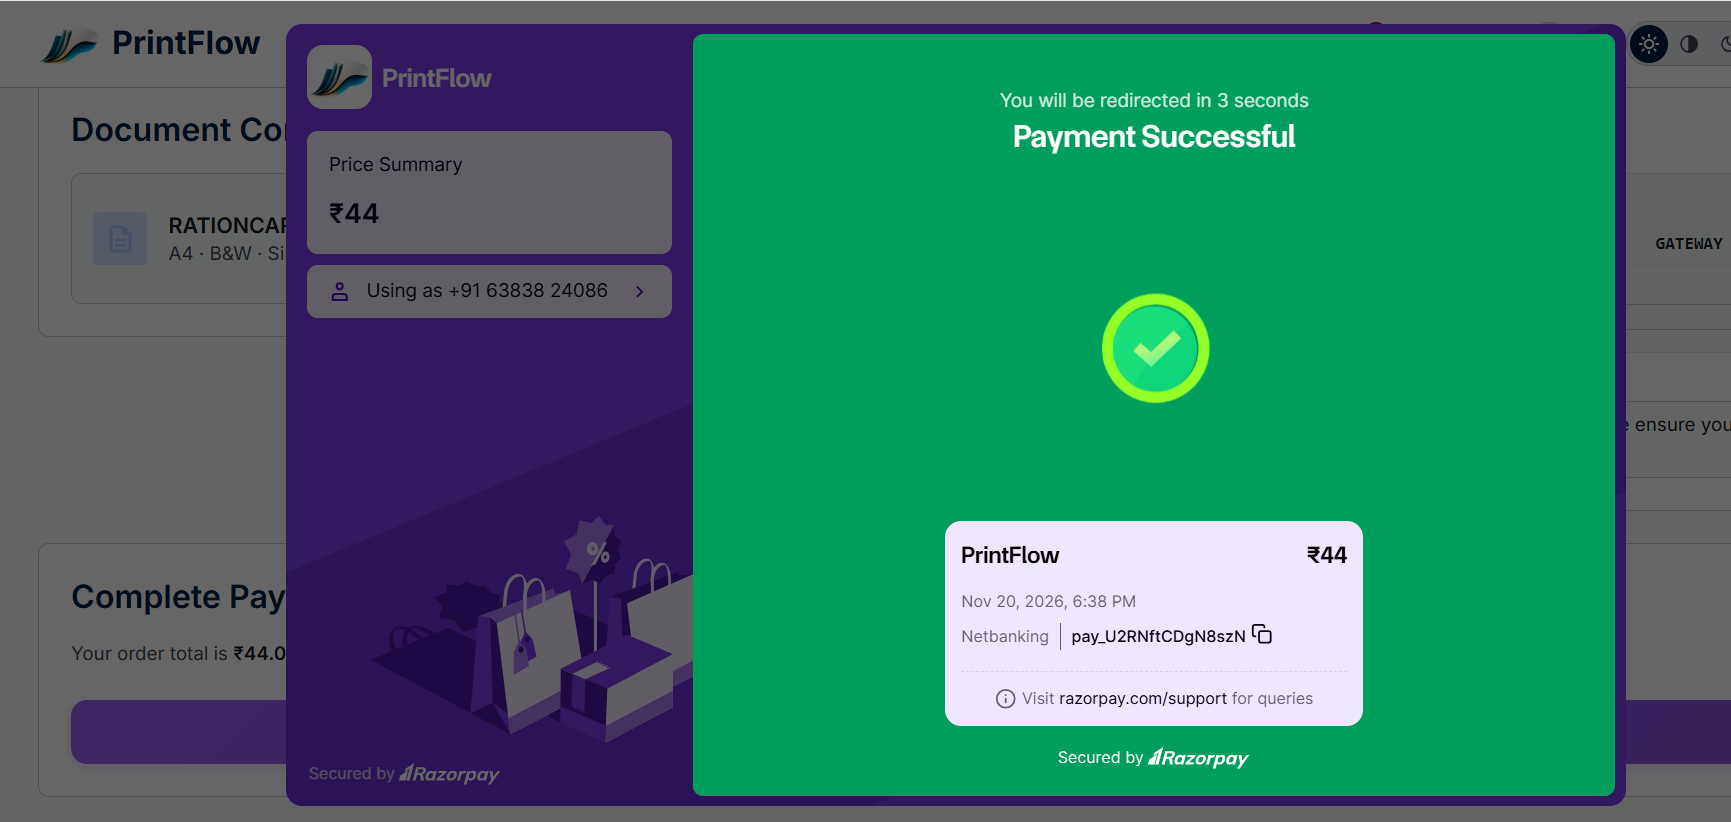 PrintFlow
Document Co
RATIONCAR
A4 · B&W · Si
Complete Pay
Your order total is ₹44.0
PrintFlow
Price Summary
₹44
Using as +91 63838 24086
%
Secured by Razorpay
You will be redirected in 3 seconds
Payment Successful
PrintFlow ₹44
Nov 20, 2026, 6:38 PM
Netbanking pay_U2RNftCDgN8szN
Visit razorpay.com/support for queries
Secured by Razorpay
GATEWAY
ensure you